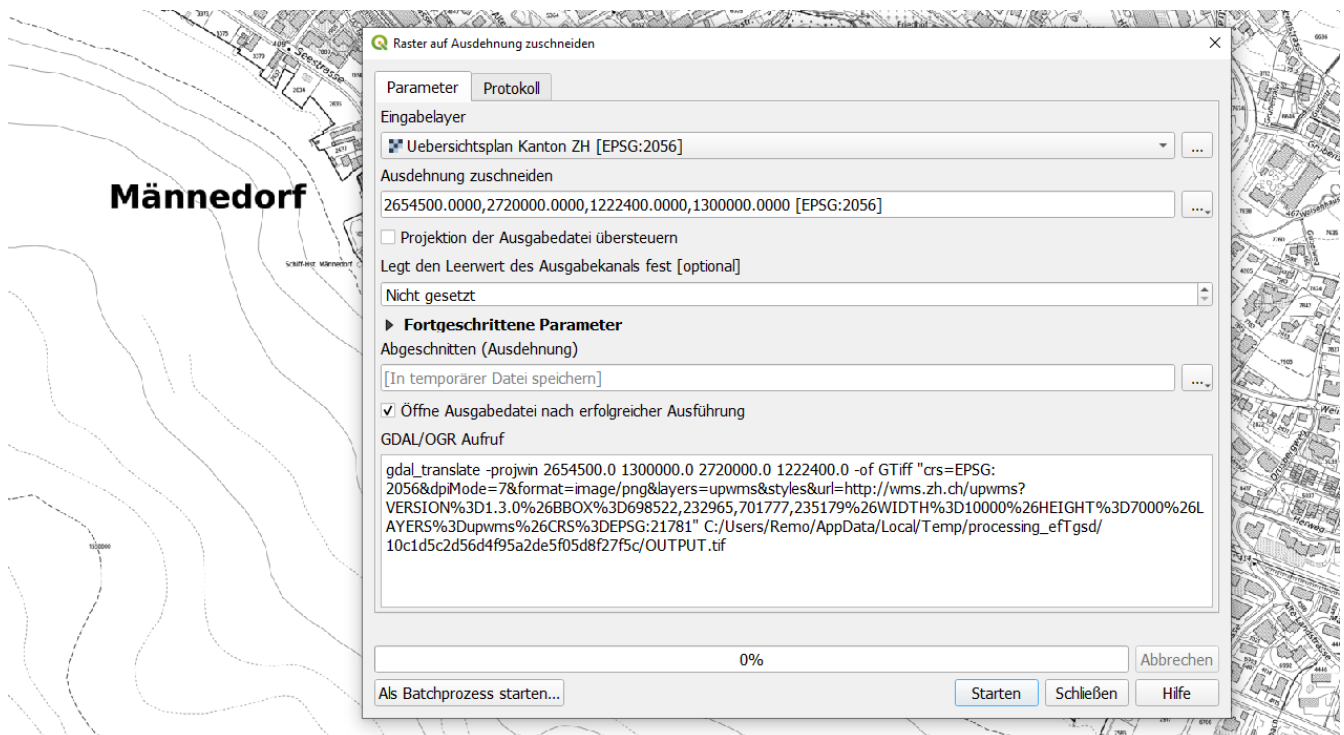 Seestrasse
Friedhof
Männedorf
Schiff-Hst. Männedorf
Raster auf Ausdehnung zuschneiden
Parameter
Protokoll
Eingabelayer
Uebersichtsplan Kanton ZH [EPSG:2056]
...
Ausdehnung zuschneiden
2654500.0000,2720000.0000,1222400.0000,1300000.0000 [EPSG:2056]
...
Projektion der Ausgabedatei übersteuern
Legt den Leerwert des Ausgabekanals fest [optional]
Nicht gesetzt
Fortgeschrittene Parameter
Abgeschnitten (Ausdehnung)
[In temporärer Datei speichern]
...
Öffne Ausgabedatei nach erfolgreicher Ausführung
GDAL/OGR Aufruf
gdal_translate -projwin 2654500.0 1300000.0 2720000.0 1222400.0 -of GTiff "crs=EPSG:
2056&dpiMode=7&format=image/png&layers=upwms&styles&url=http://wms.zh.ch/upwms?
VERSION%3D1.3.0%26BBOX%3D698522,232965,701777,235179%26WIDTH%3D10000%26HEIGHT%3D7000%26L
AYERS%3Dupwms%26CRS%3DEPSG:21781" C:/Users/Remo/AppData/Local/Temp/processing_efTgsd/
10c1d5c2d56d4f95a2de5f05d8f27f5c/OUTPUT.tif
0%
Abbrechen
Als Batchprozess starten...
Starten
Schließen
Hilfe